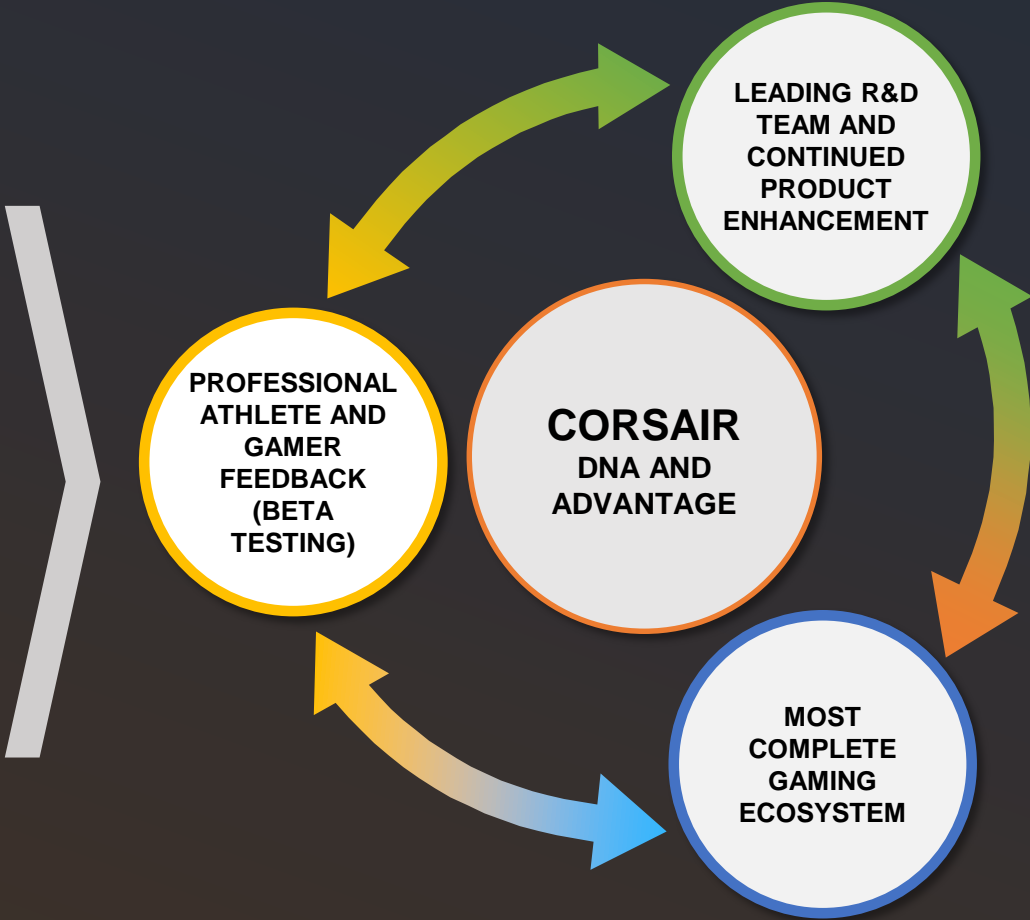 LEADING R&D
TEAM AND
CONTINUED
PRODUCT
ENHANCEMENT
PROFESSIONAL
ATHLETE AND
GAMER
FEEDBACK
(BETA
TESTING)
CORSAIR
DNA AND
ADVANTAGE
MOST
COMPLETE
GAMING
ECOSYSTEM